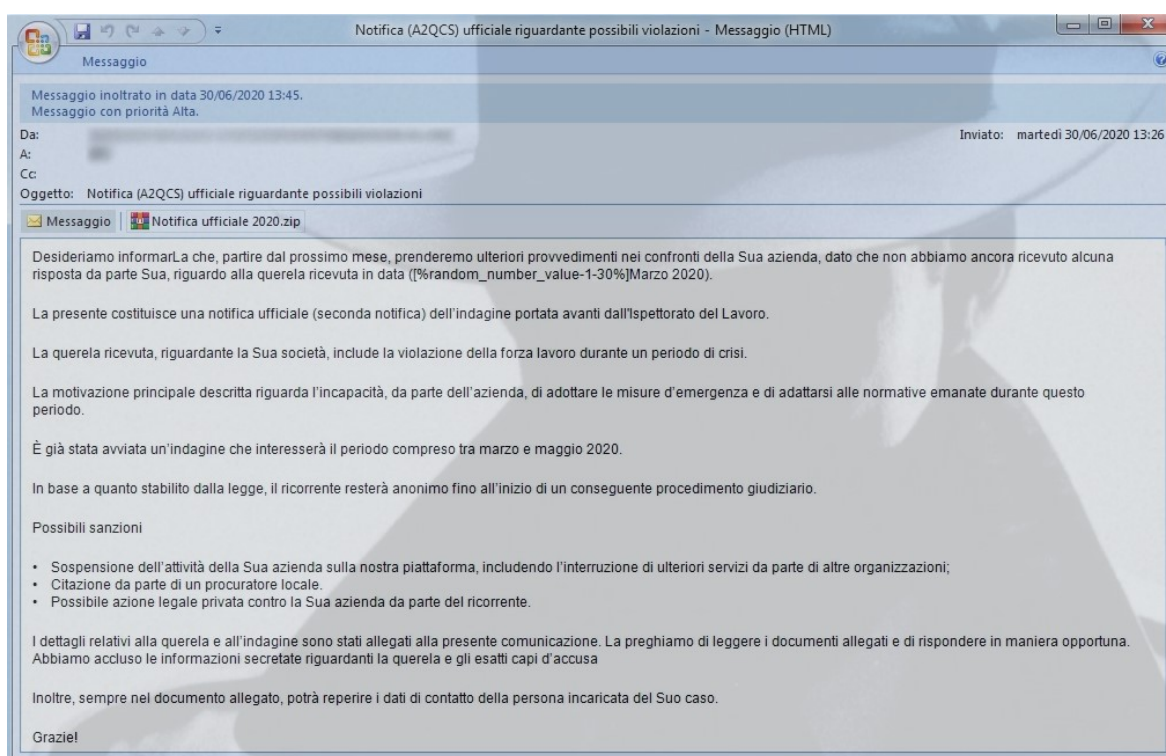 Notifica (A2QCS) ufficiale riguardante possibili violazioni - Messaggio (HTML)
Messaggio
Messaggio inoltrato in data 30/06/2020 13:45.
Messaggio con priorità Alta.
Da:
Inviato: martedì 30/06/2020 13:26
A:
Cc:
Oggetto: Notifica (A2QCS) ufficiale riguardante possibili violazioni
Messaggio Notifica ufficiale 2020.zip
Desideriamo informarLa che, partire dal prossimo mese, prenderemo ulteriori provvedimenti nei confronti della Sua azienda, dato che non abbiamo ancora ricevuto alcuna
risposta da parte Sua, riguardo alla querela ricevuta in data ([%random_number_value-1-30%]Marzo 2020).
La presente costituisce una notifica ufficiale (seconda notifica) dell'indagine portata avanti dall'Ispettorato del Lavoro.
La querela ricevuta, riguardante la Sua società, include la violazione della forza lavoro durante un periodo di crisi.
La motivazione principale descritta riguarda l'incapacità, da parte dell'azienda, di adottare le misure d'emergenza e di adattarsi alle normative emanate durante questo
periodo.
È già stata avviata un'indagine che interesserà il periodo compreso tra marzo e maggio 2020.
In base a quanto stabilito dalla legge, il ricorrente resterà anonimo fino all'inizio di un conseguente procedimento giudiziario.
Possibili sanzioni
• Sospensione dell'attività della Sua azienda sulla nostra piattaforma, includendo l'interruzione di ulteriori servizi da parte di altre organizzazioni;
• Citazione da parte di un procuratore locale.
• Possibile azione legale privata contro la Sua azienda da parte del ricorrente.
I dettagli relativi alla querela e all'indagine sono stati allegati alla presente comunicazione. La preghiamo di leggere i documenti allegati e di rispondere in maniera opportuna.
Abbiamo accluso le informazioni secretate riguardanti la querela e gli esatti capi d'accusa
Inoltre, sempre nel documento allegato, potrà reperire i dati di contatto della persona incaricata del Suo caso.
Grazie!